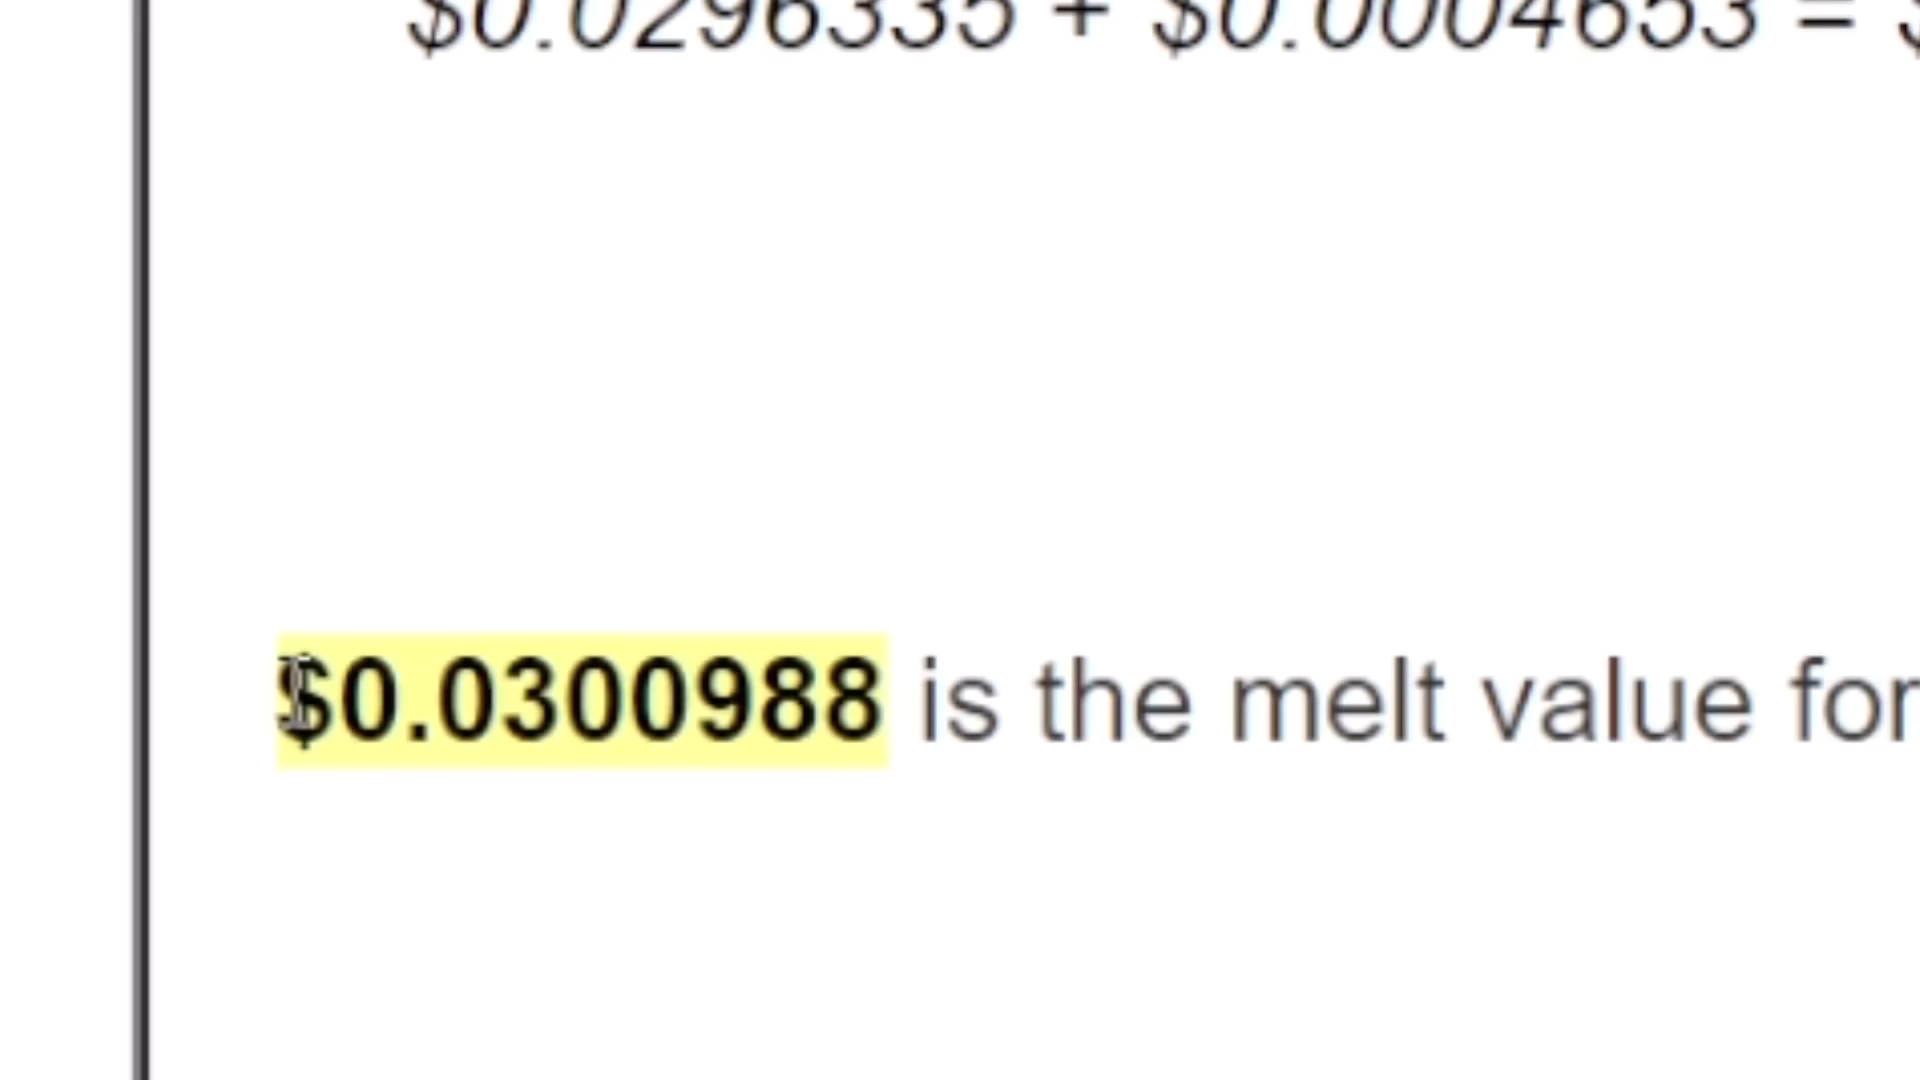 $0.0296335 + $0.0004653 = $
$0.0300988 is the melt value for